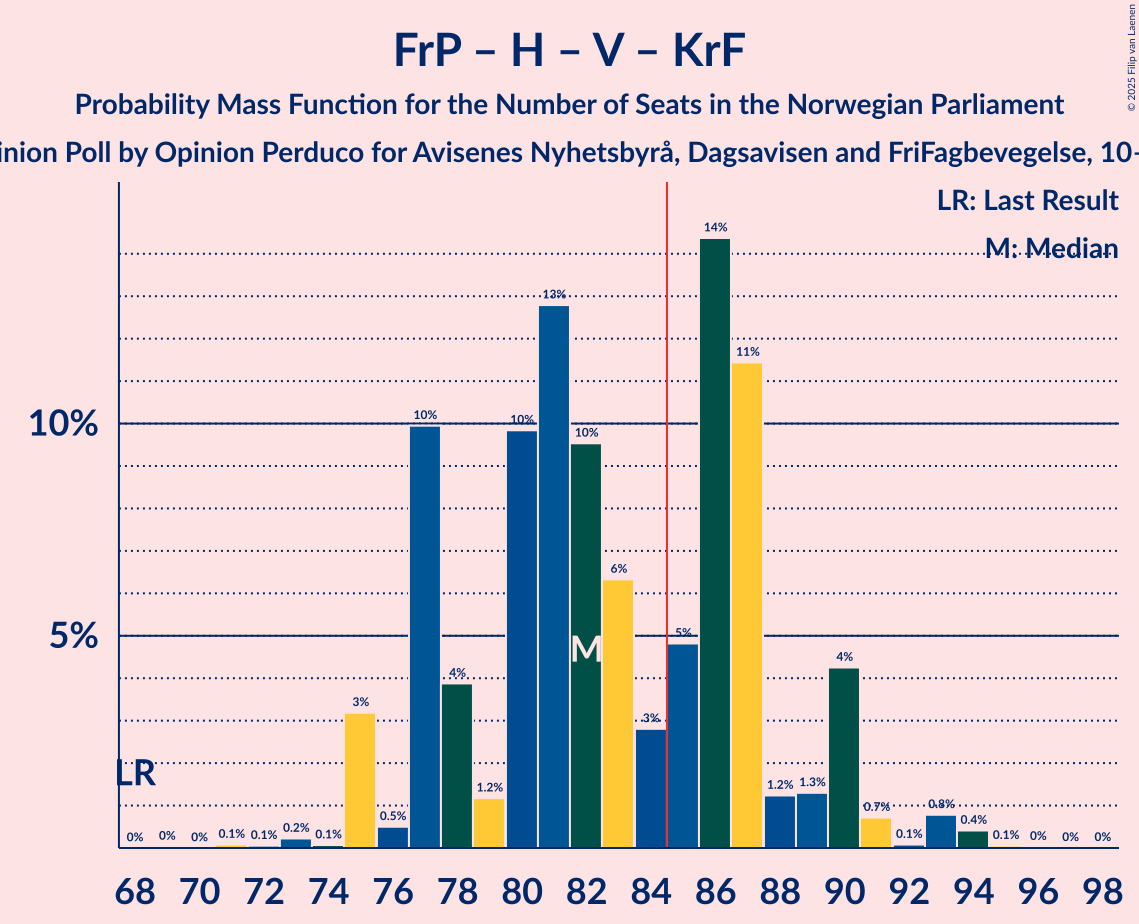 FrP – H – V – KrF
Probability Mass Function for the Number of Seats in the Norwegian Parliament
Poll by Opinion Perduco for Avisenes Nyhetsbyrå, Dagsavisen and FriFagbevegelse, 10–
© 2025 Filip van Laenen
LR: Last Result
M: Median
10%
5%
LR
M
0% 0% 0% 0.1% 0.1% 0.2% 0.1% 3% 0.5% 10% 4% 1.2% 10% 13% 10% 6% 3% 5% 14% 11% 1.2% 1.3% 4% 0.7% 0.1% 0.8% 0.4% 0.1% 0% 0% 0%
68 70 72 74 76 78 80 82 84 86 88 90 92 94 96 98